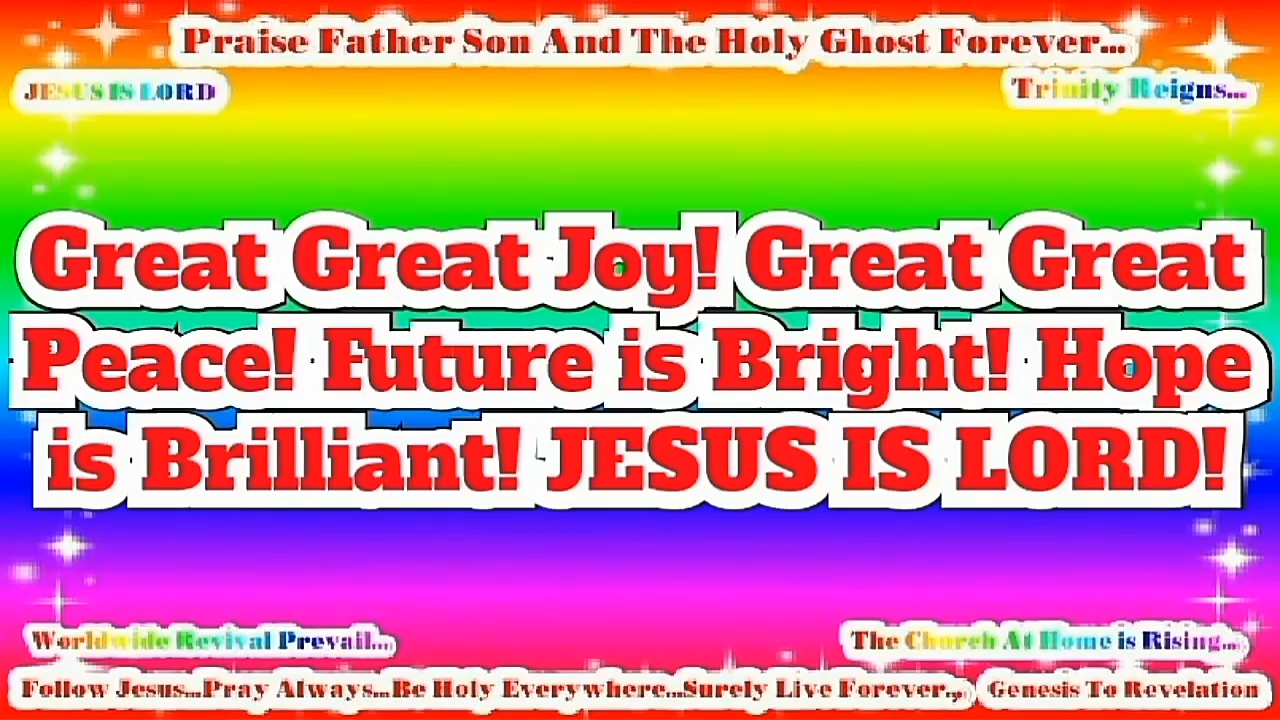 Praise Father Son And The Holy Ghost Forever...
JESUS IS LORD
Trinity Reigns...
Great Great Joy! Great Great
Peace! Future is Bright! Hope
is Brilliant! JESUS IS LORD!
Worldwide Revival Prevail...
The Church At Home is Rising...
Follow Jesus...Pray Always...Be Holy Everywhere...Surely Live Forever...
Genesis To Revelation